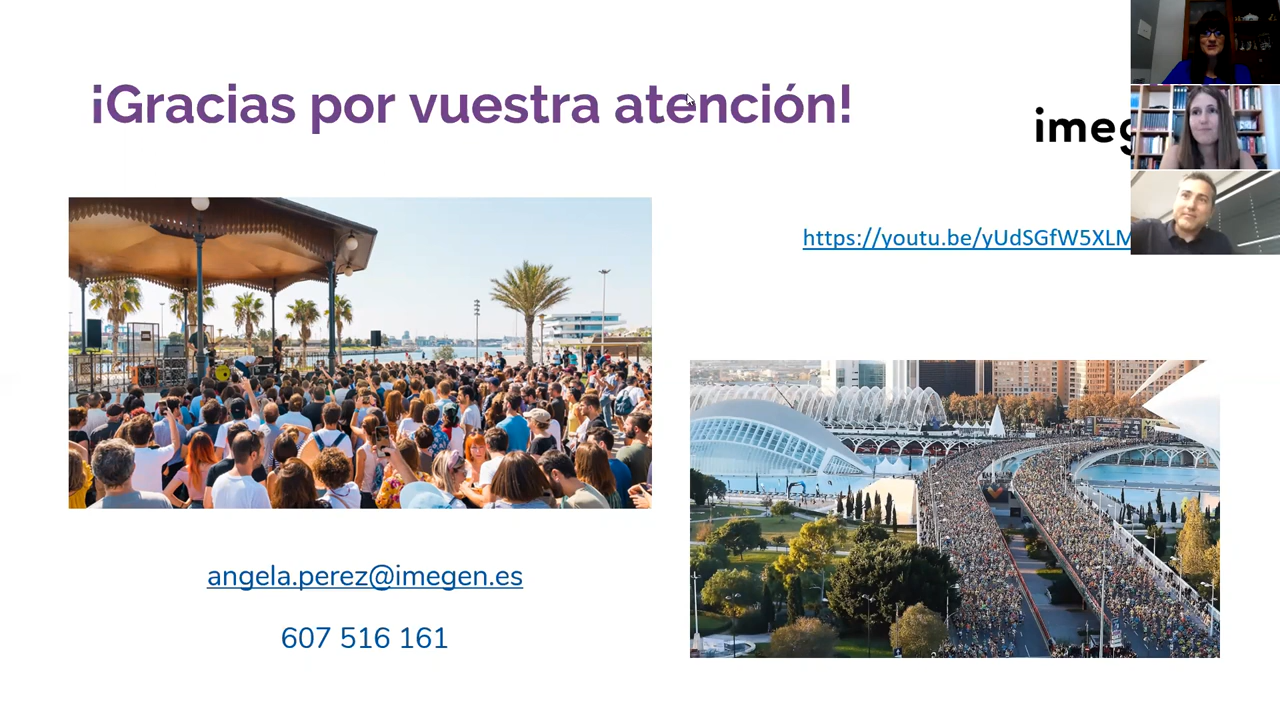 ¡Gracias por vuestra atención!
imeg
https://youtu.be/yUdSGfW5XLM
angela.perez@imegen.es
607 516 161